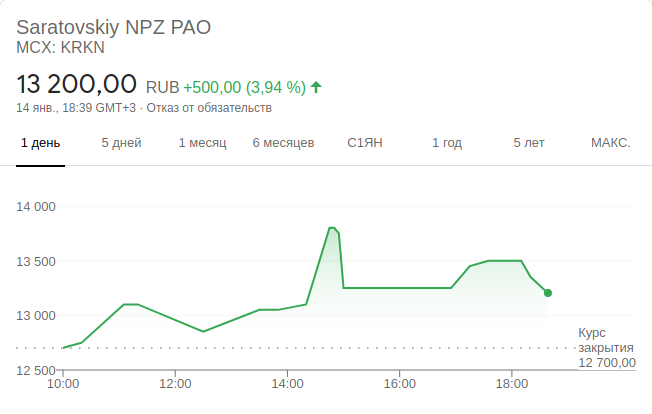 Saratovskiy NPZ PAO
MCX: KRKN
13 200,00 RUB +500,00 (3,94 %)
14 янв., 18:39 GMT+3 · Отказ от обязательств
1 день 5 дней 1 месяц 6 месяцев С1ЯН 1 год 5 лет МАКС.
14 000
13 500
13 000
Курс
закрытия
12 700,00
12 500
10:00 12:00 14:00 16:00 18:00